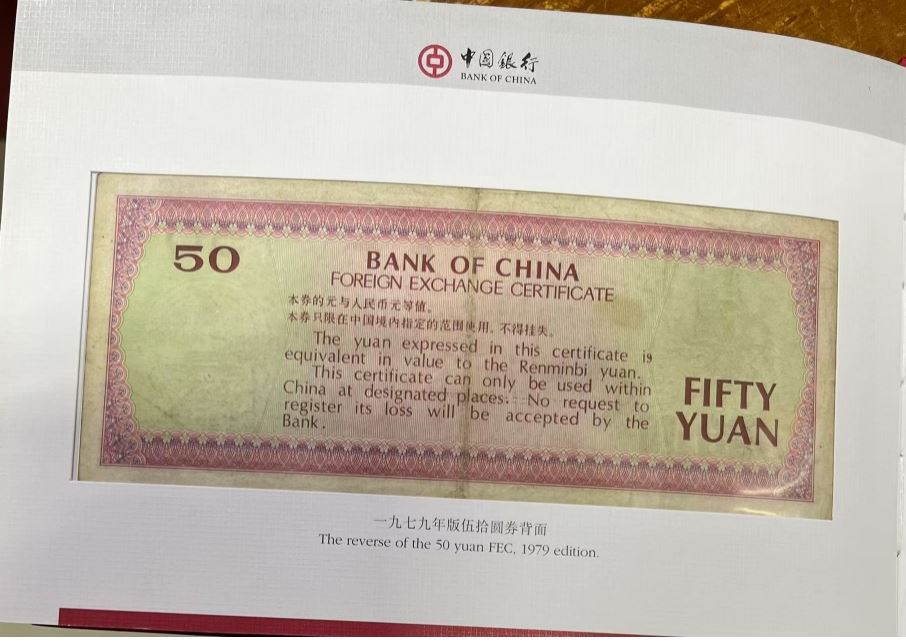 中国銀行
BANK OF CHINA
50
BANK OF CHINA
FOREIGN EXCHANGE CERTIFICATE
本券的元与人民币元等值。
本券只限在中国境内指定的范围使用，不得挂失。
The yuan expressed in this certificate is
equivalent in value to the Renminbi yuan.
This certificate can only be used within
China at designated places. No request to
register its loss will be accepted by the
Bank.
FIFTY
YUAN
一九七九年版伍拾圆券背面
The reverse of the 50 yuan FEC, 1979 edition.